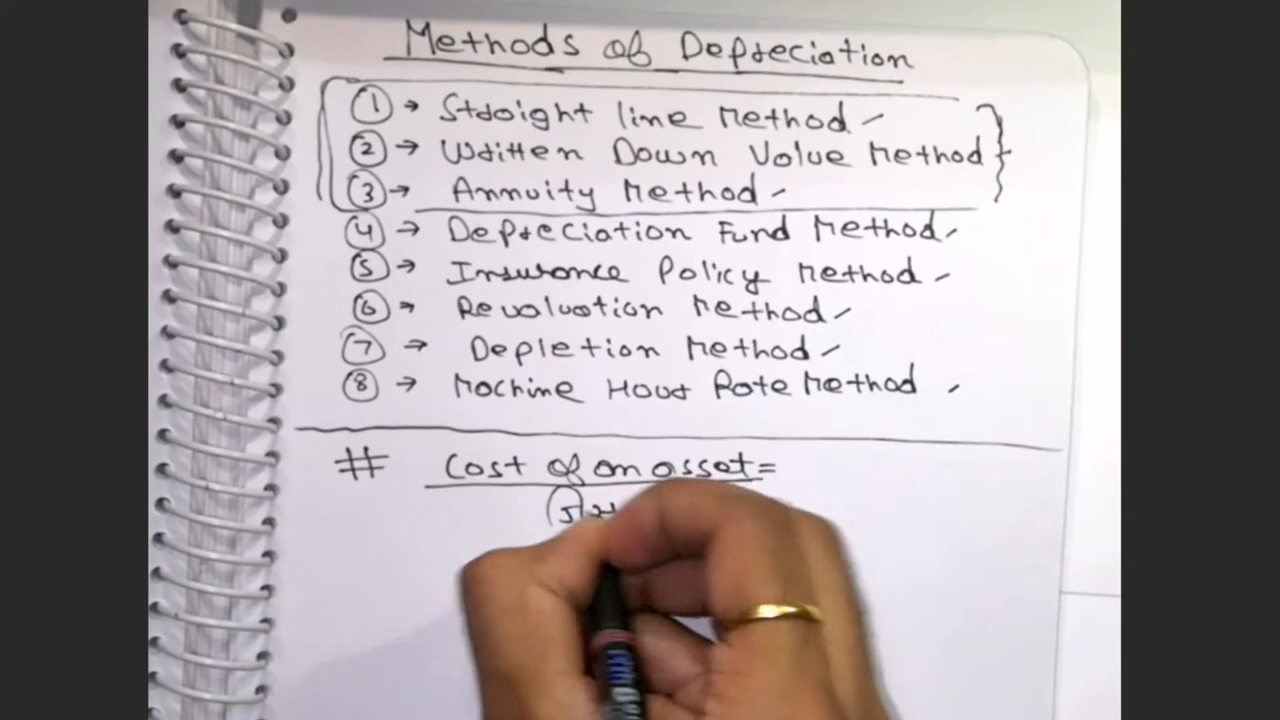 Methods of Depreciation
1 → Straight line Method
2 → Written Down Value Method
3 → Annuity Method
4 → Depreciation Fund Method
5 → Insurance Policy Method
6 → Revaluation Method
7 → Depletion Method
8 → Machine Hour Rate Method
# Cost of an asset =